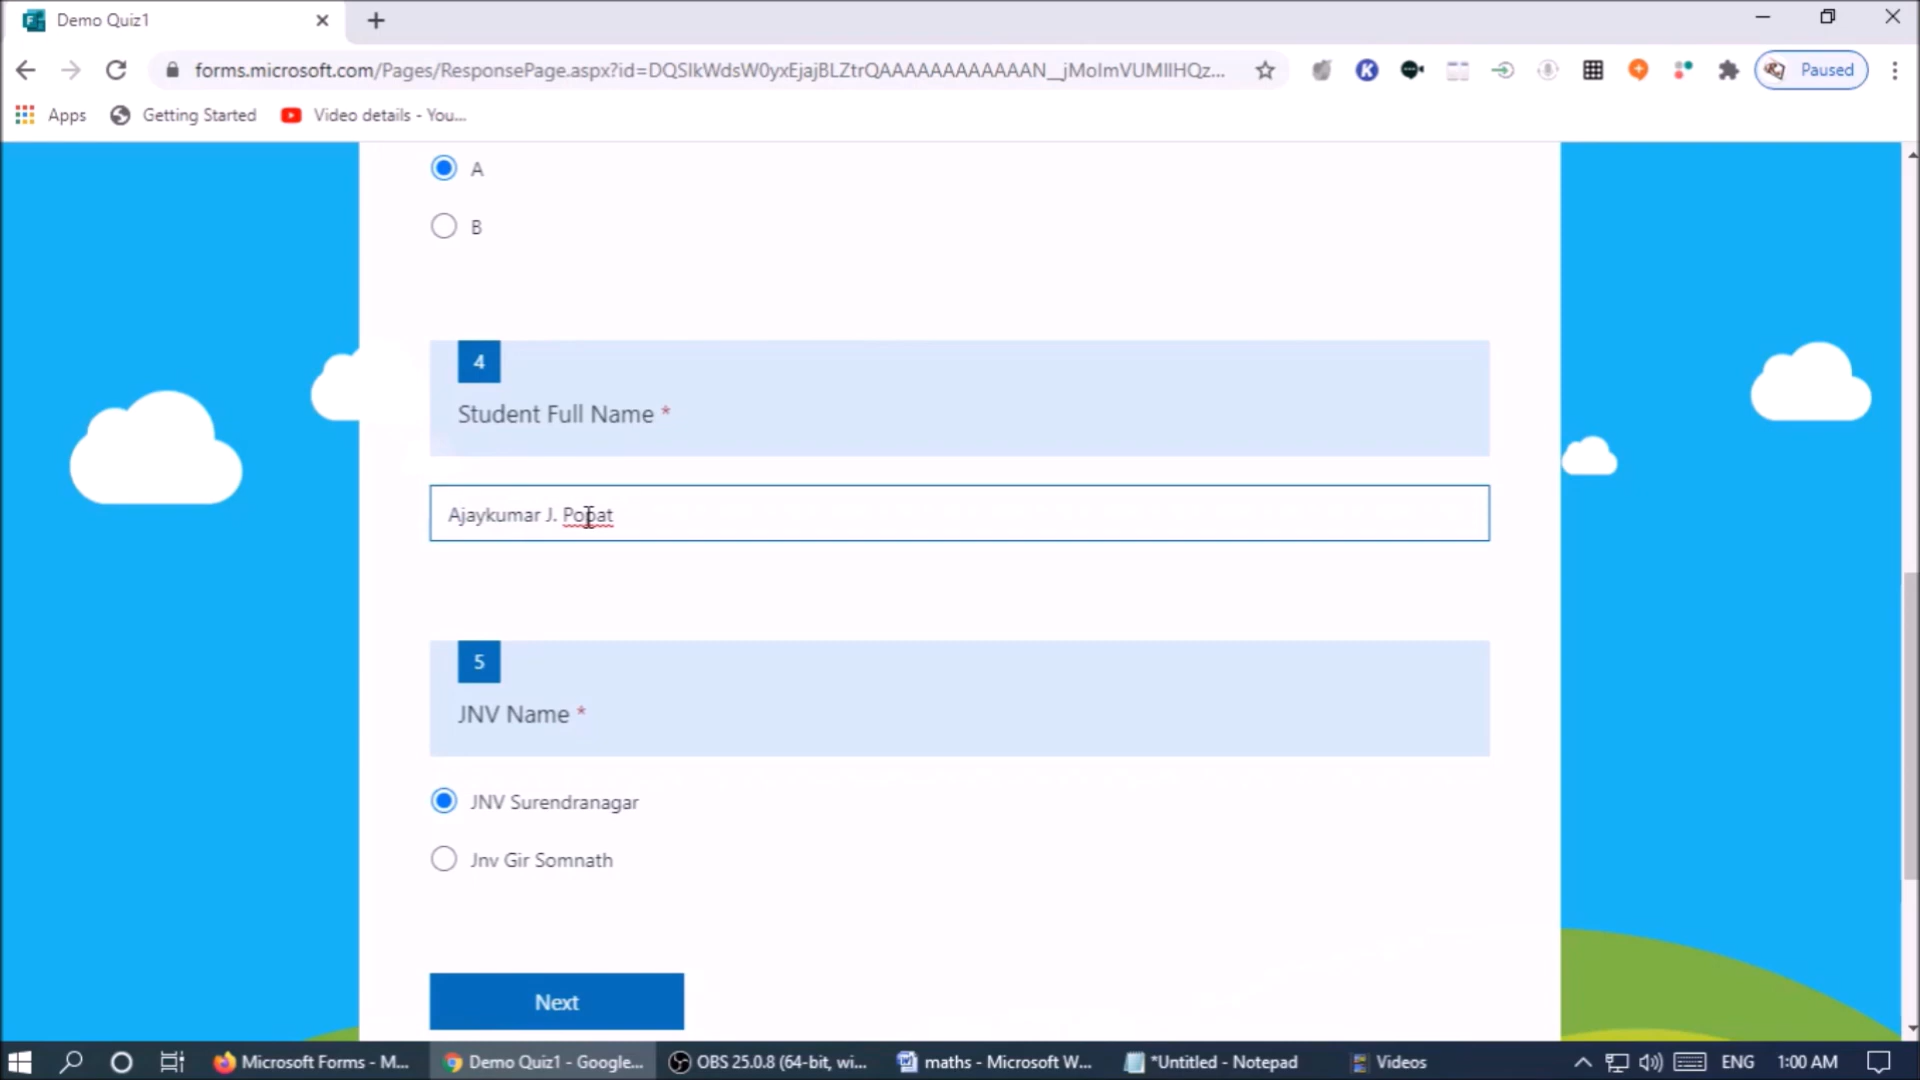 Demo Quiz1
forms.microsoft.com/Pages/ResponsePage.aspx?id=DQSIkWdsW0yxEjajBLZtrQAAAAAAAAAAAAN__jMoImVUMIlHQz...
K
Paused
Apps
Getting Started
Video details - You...
A
B
4
Student Full Name *
Ajaykumar J. Popat
5
JNV Name *
JNV Surendranagar
Jnv Gir Somnath
Next
Microsoft Forms - M...
Demo Quiz1 - Google...
OBS 25.0.8 (64-bit, wi...
maths - Microsoft W...
*Untitled - Notepad
Videos
ENG
1:00 AM